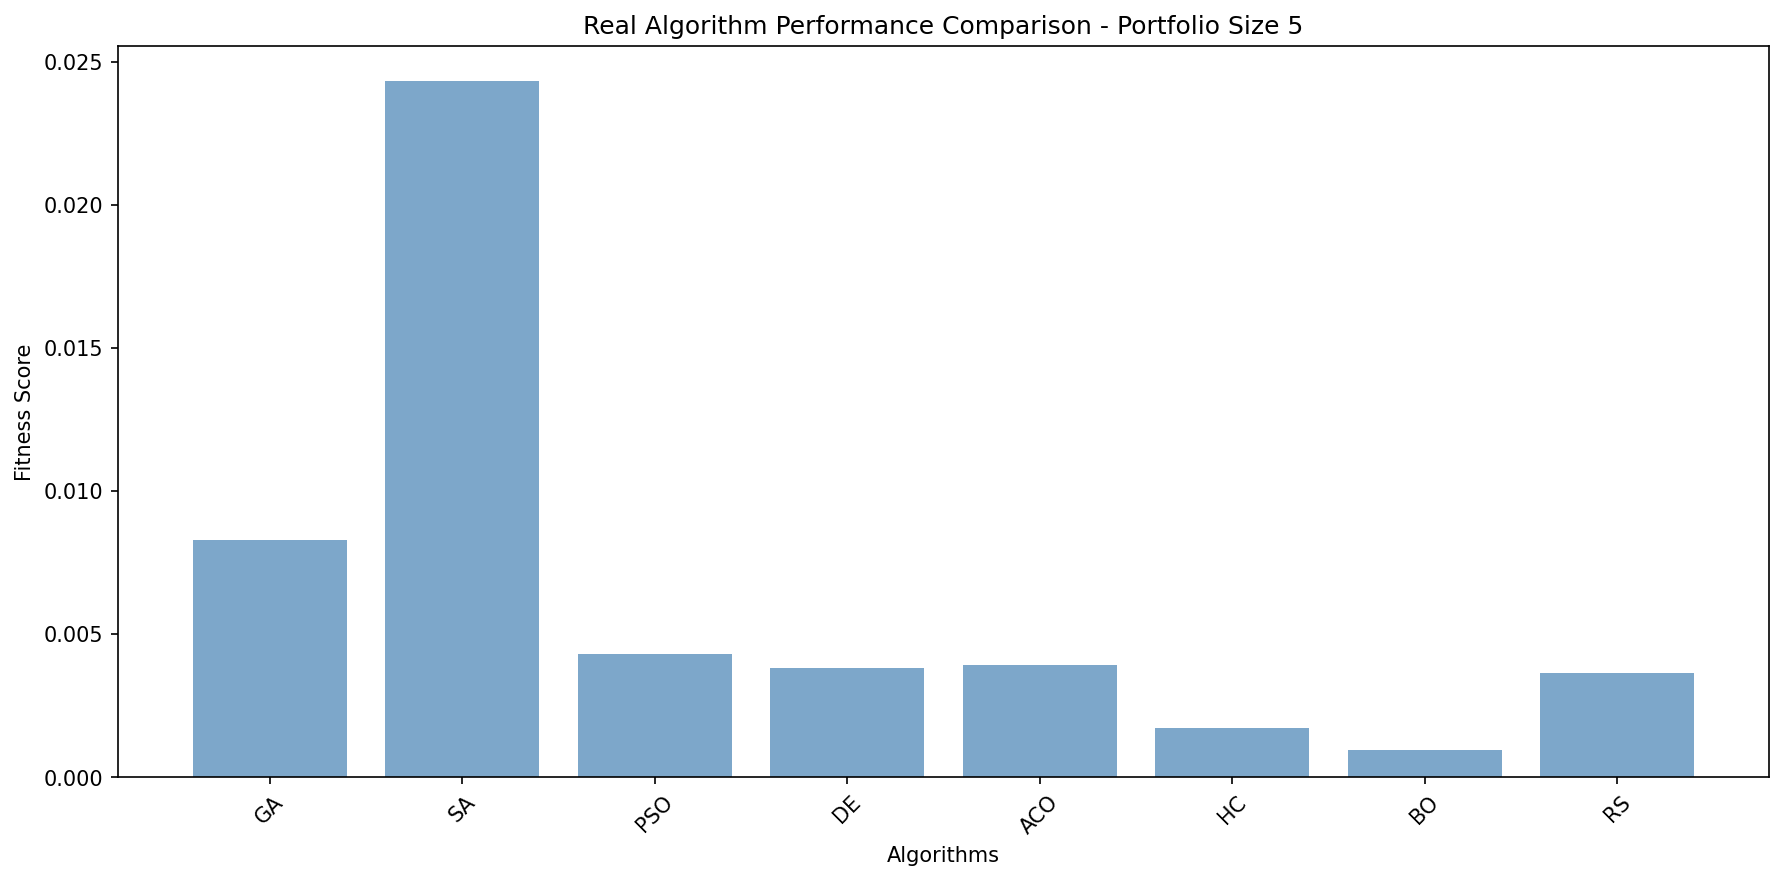 Real Algorithm Performance Comparison - Portfolio Size 5
Fitness Score
0.025
0.020
0.015
0.010
0.005
0.000
GA
SA
PSO
DE
ACO
HC
BO
RS
Algorithms